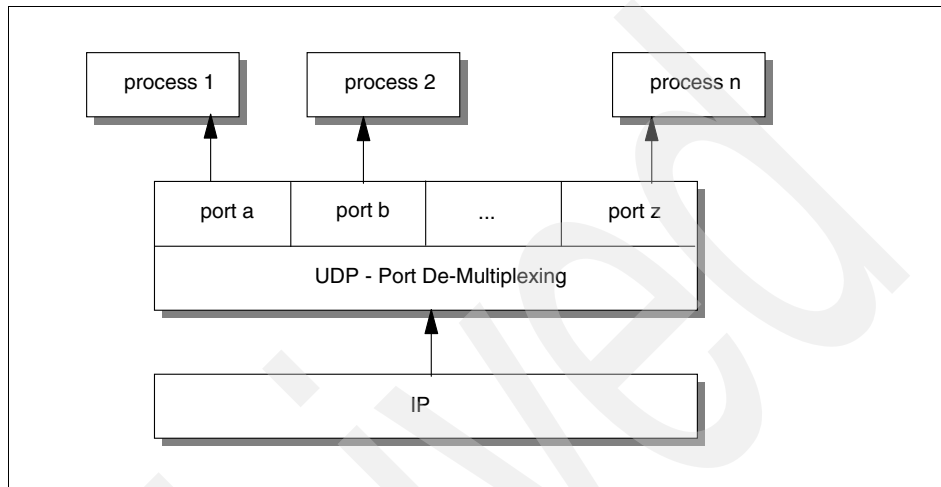 process 1
process 2
process n
port a
port b
...
port z
UDP - Port De-Multiplexing
IP